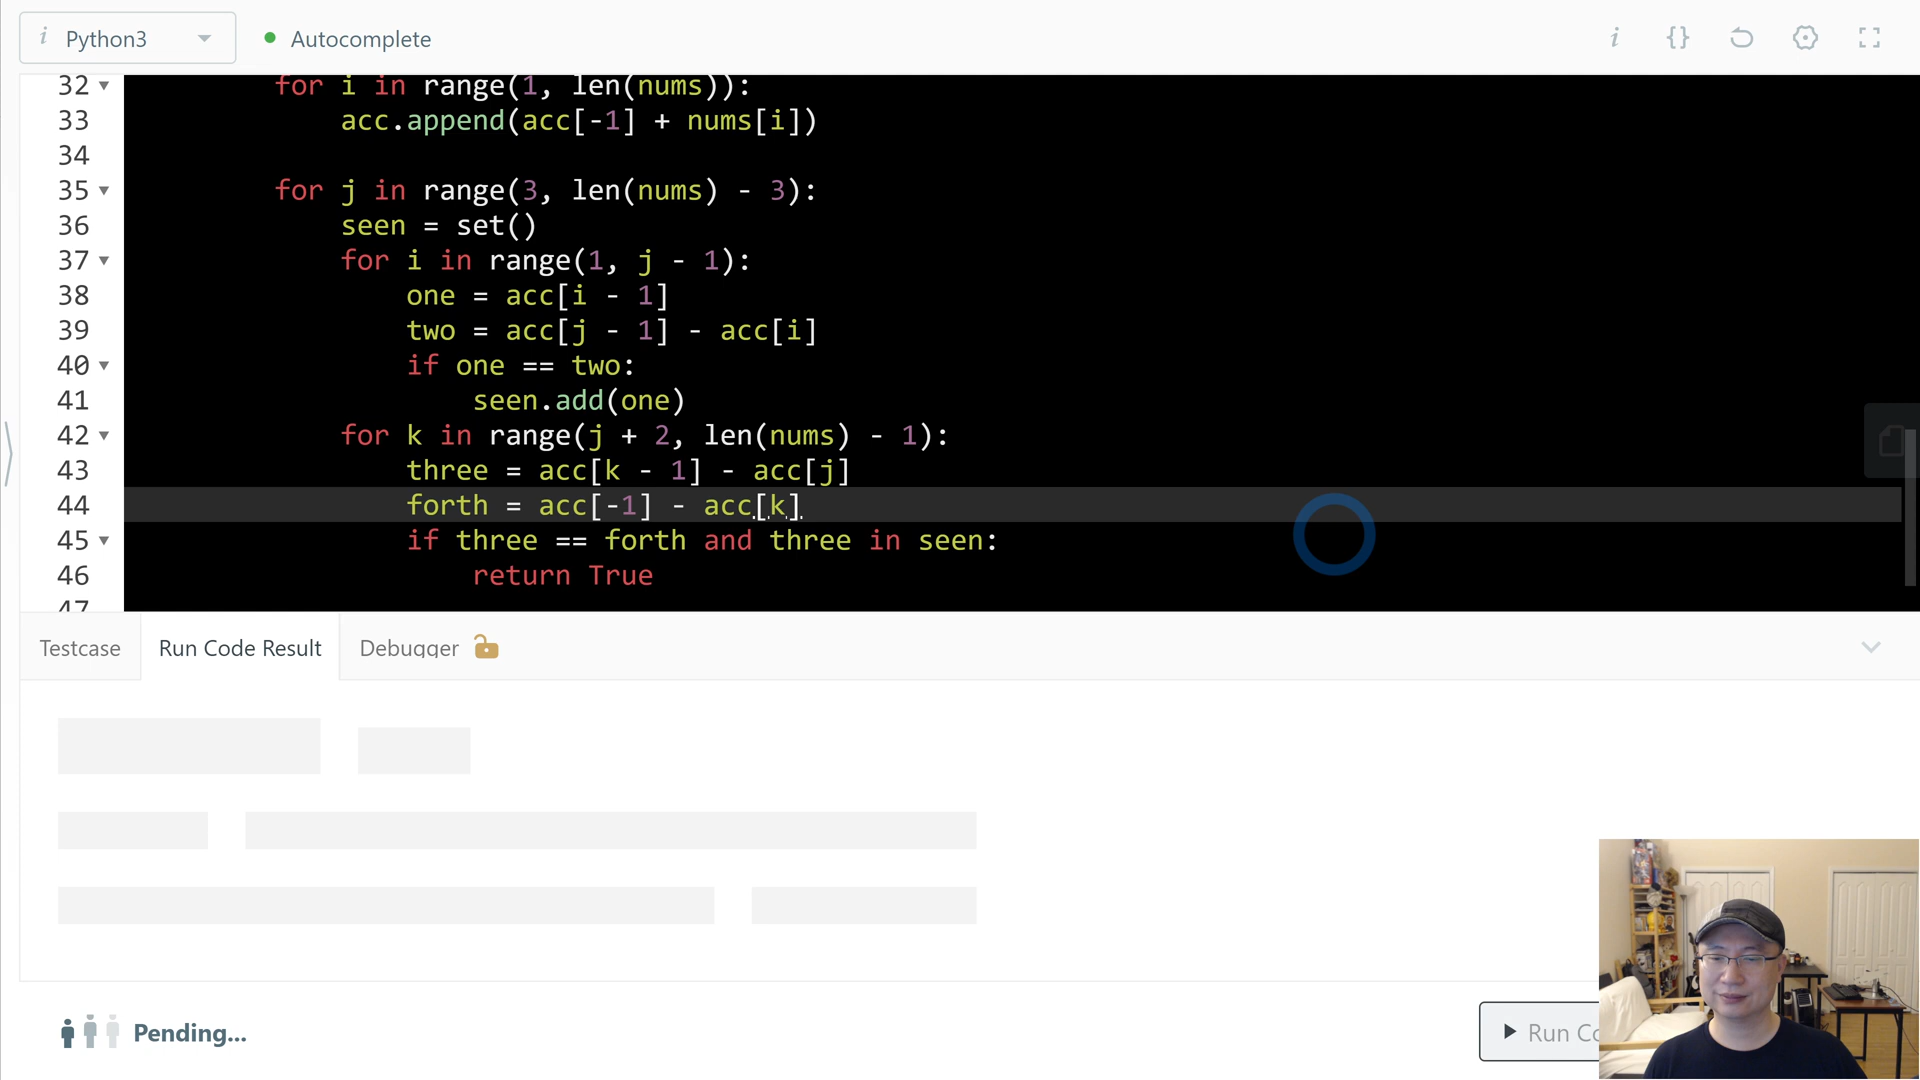 i Python3 Autocomplete i {}
32 for i in range(1, len(nums)):
33 acc.append(acc[-1] + nums[i])
34
35 for j in range(3, len(nums) - 3):
36 seen = set()
37 for i in range(1, j - 1):
38 one = acc[i - 1]
39 two = acc[j - 1] - acc[i]
40 if one == two:
41 seen.add(one)
42 for k in range(j + 2, len(nums) - 1):
43 three = acc[k - 1] - acc[j]
44 forth = acc[-1] - acc[k]
45 if three == forth and three in seen:
46 return True
47
Testcase Run Code Result Debugger
Pending...
Run Co